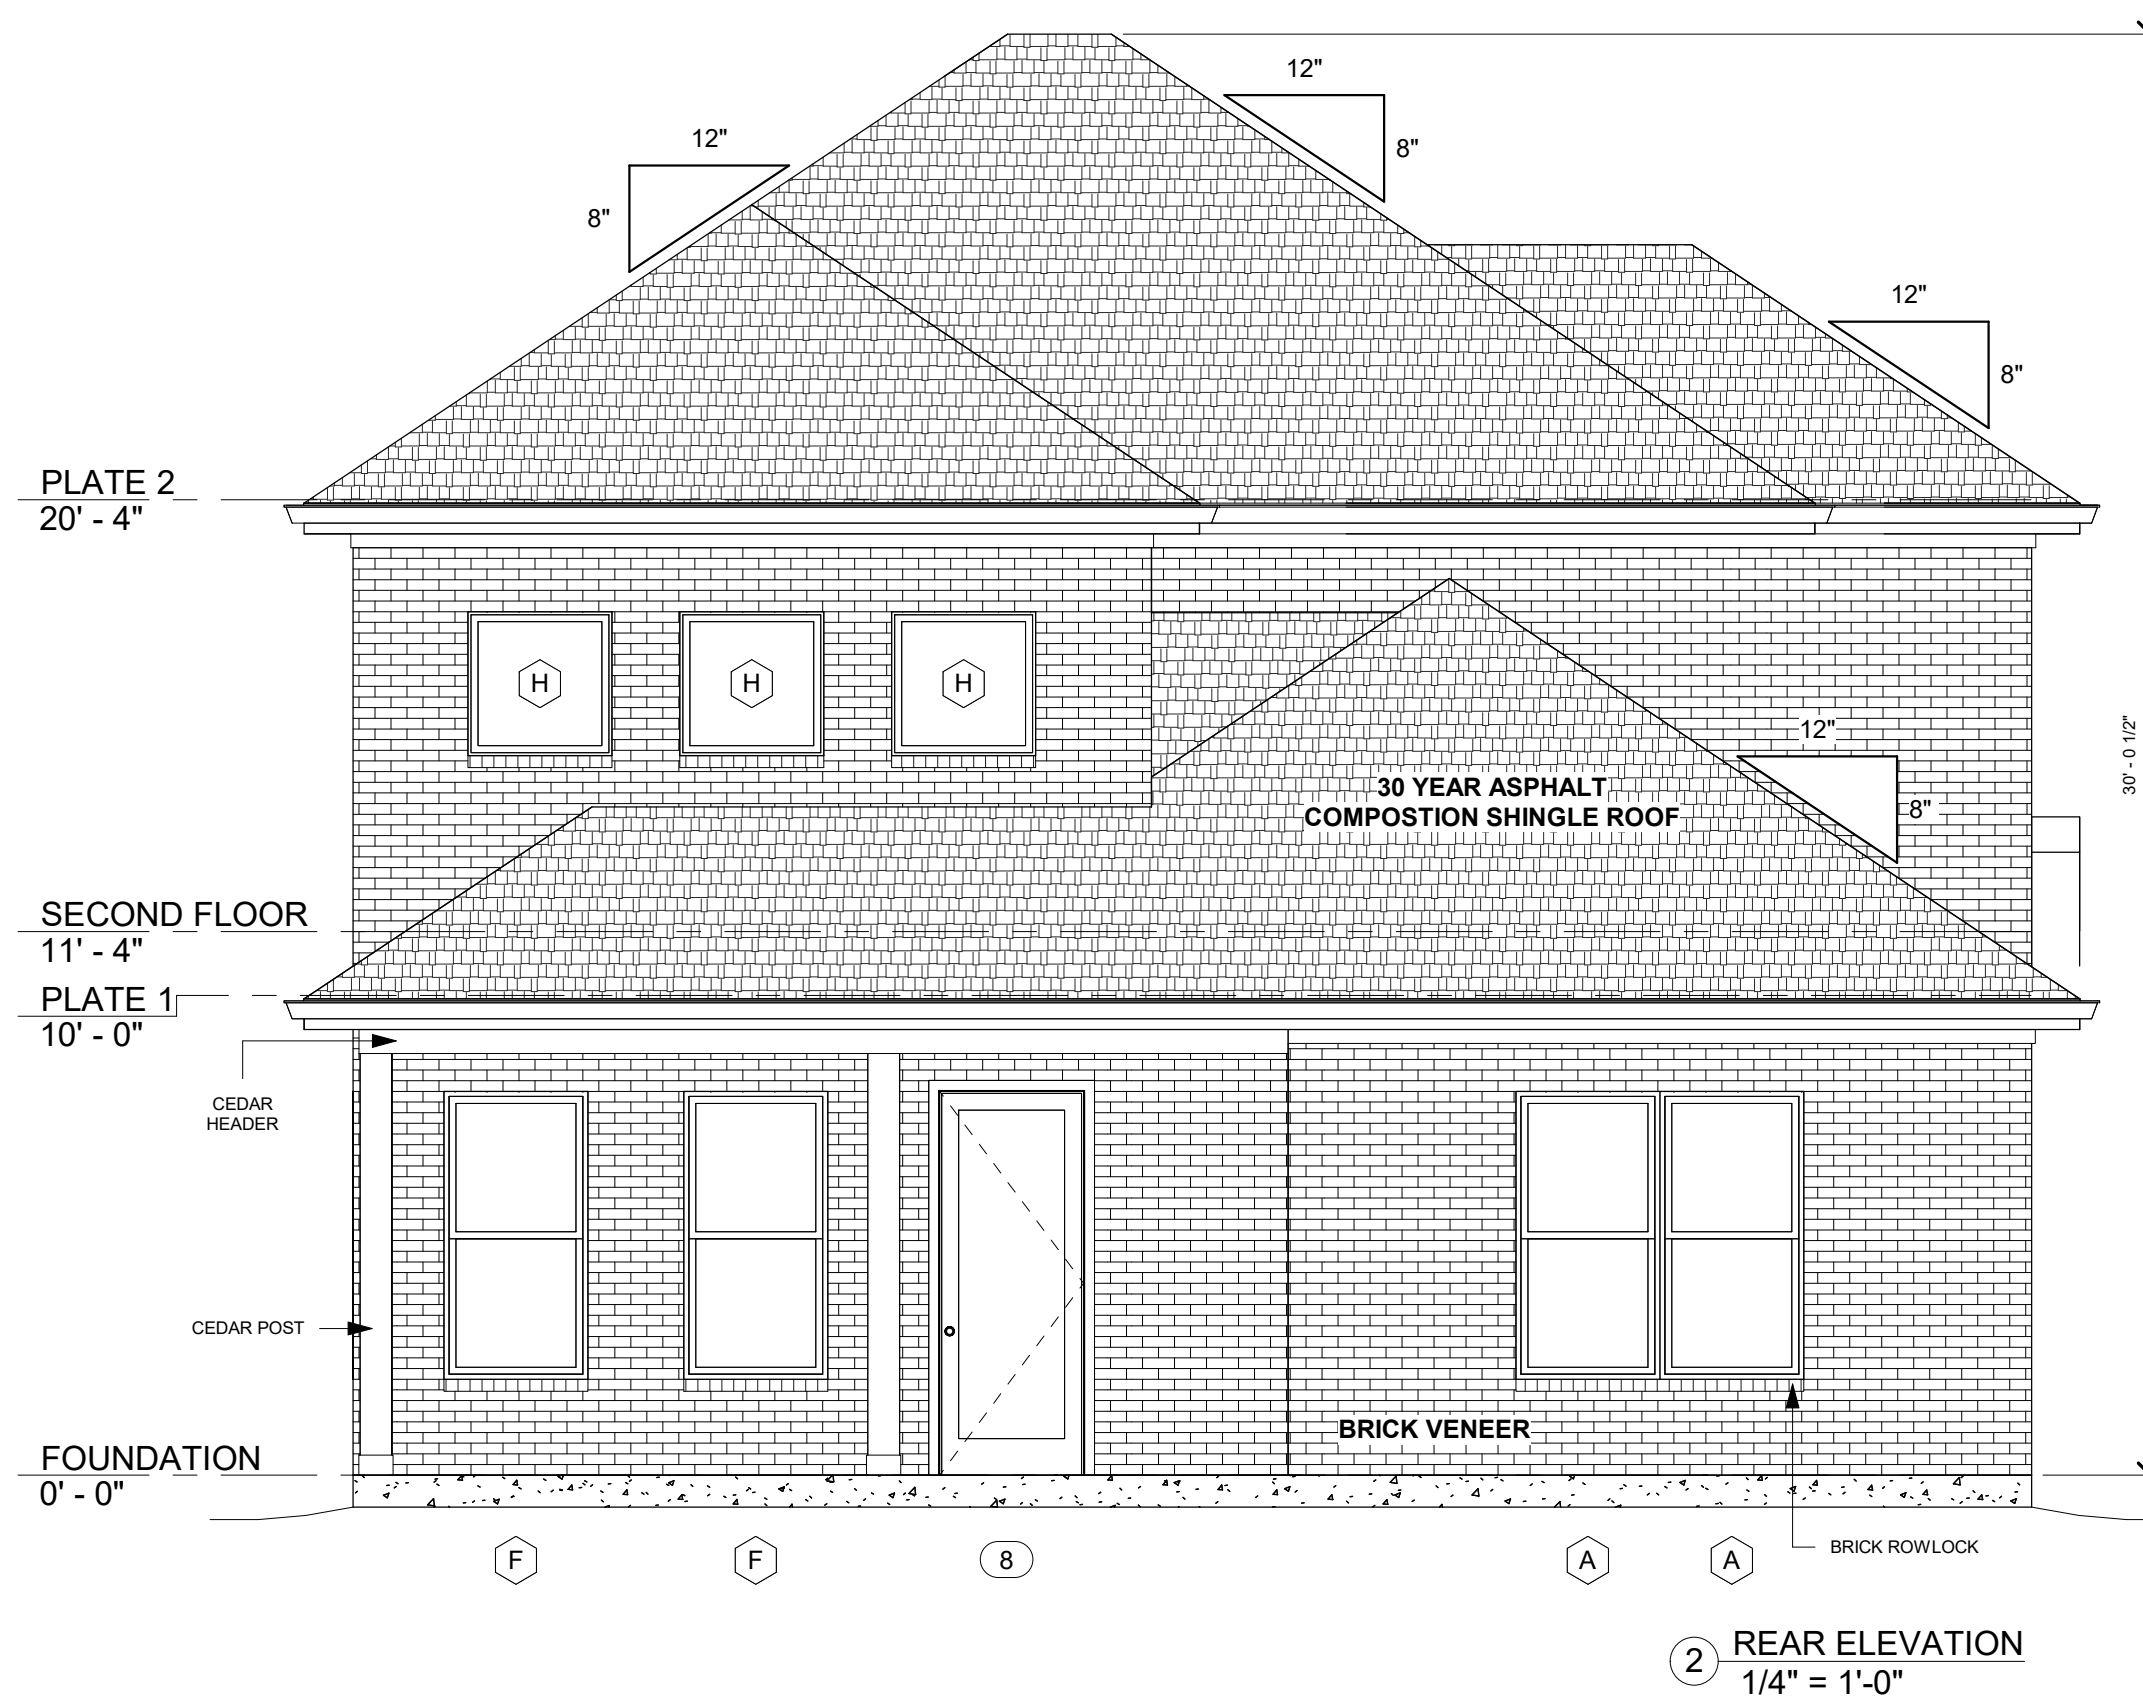 12"
12"
8"
8"
12"
8"
PLATE 2
20' - 4"
H
H
H
12"
30' - 0 1/2"
30 YEAR ASPHALT
COMPOSTION SHINGLE ROOF
8"
SECOND FLOOR
11' - 4"
PLATE 1
10' - 0"
CEDAR
HEADER
CEDAR POST
BRICK VENEER
FOUNDATION
0' - 0"
F
F
8
A
A
BRICK ROWLOCK
2
REAR ELEVATION
1/4" = 1'-0"